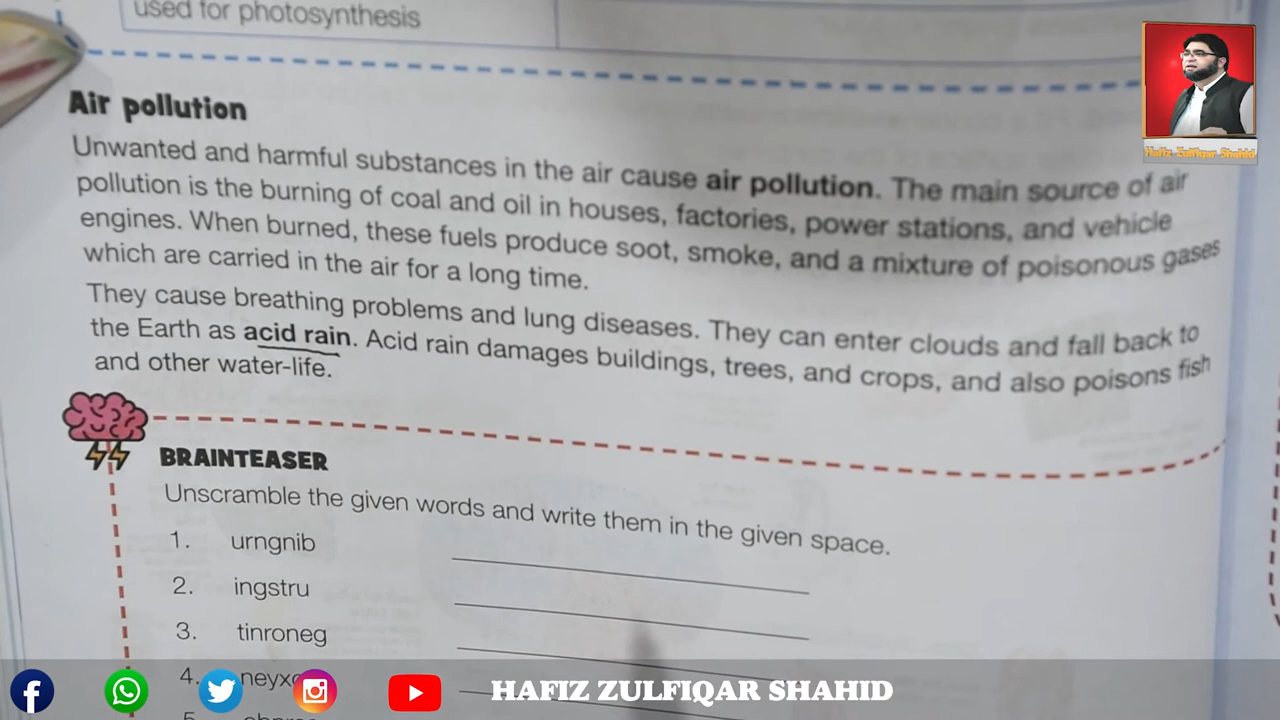 used for photosynthesis
Hafiz Zulfiqar Shahid
Air pollution
Unwanted and harmful substances in the air cause air pollution. The main source of air
pollution is the burning of coal and oil in houses, factories, power stations, and vehicle
engines. When burned, these fuels produce soot, smoke, and a mixture of poisonous gases
which are carried in the air for a long time.
They cause breathing problems and lung diseases. They can enter clouds and fall back to
the Earth as acid rain. Acid rain damages buildings, trees, and crops, and also poisons fish
and other water-life.
BRAINTEASER
Unscramble the given words and write them in the given space.
1. urngnib
2. ingstru
3. tinroneg
4.
5.
HAFIZ ZULFIQAR SHAHID